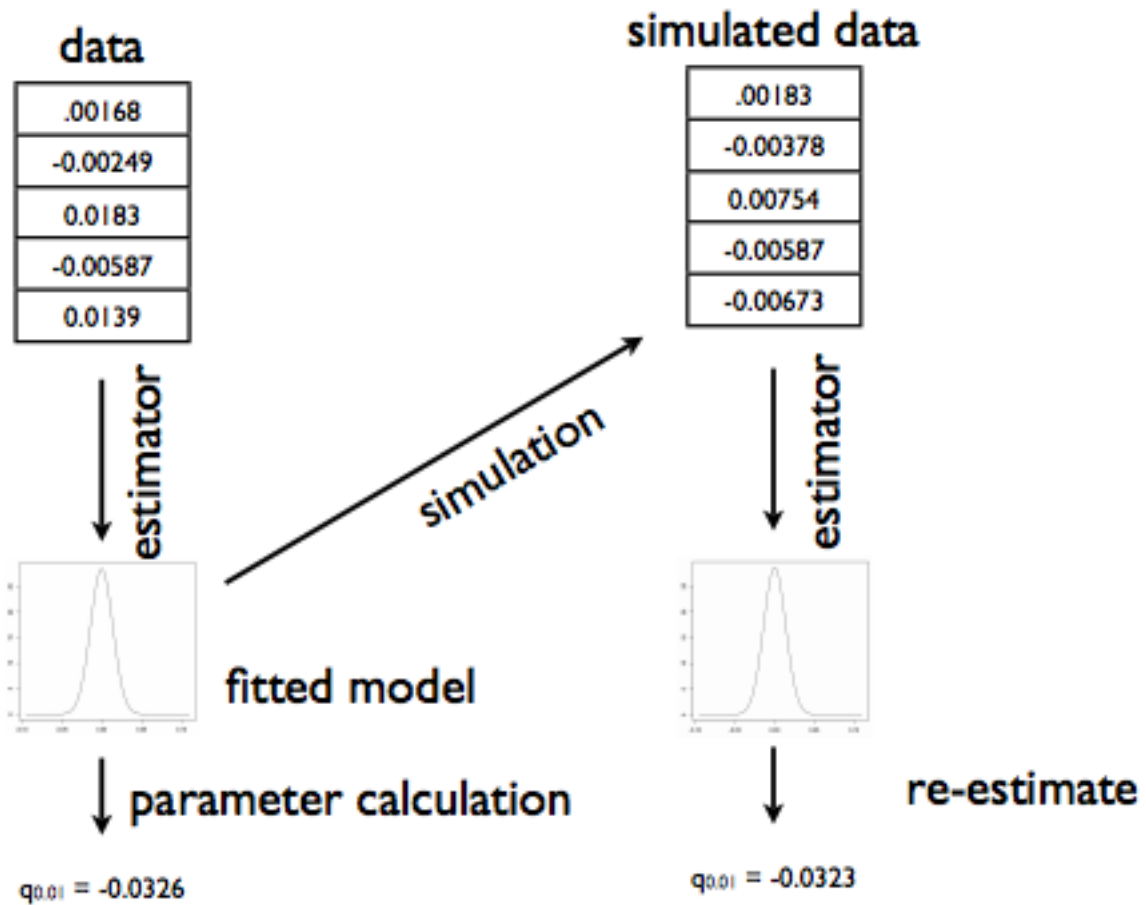 data
.00168
-0.00249
0.0183
-0.00587
0.0139
estimator
simulation
simulated data
.00183
-0.00378
0.00754
-0.00587
-0.00673
estimator
fitted model
parameter calculation
re-estimate
q0.01 = -0.0326
q0.01 = -0.0323